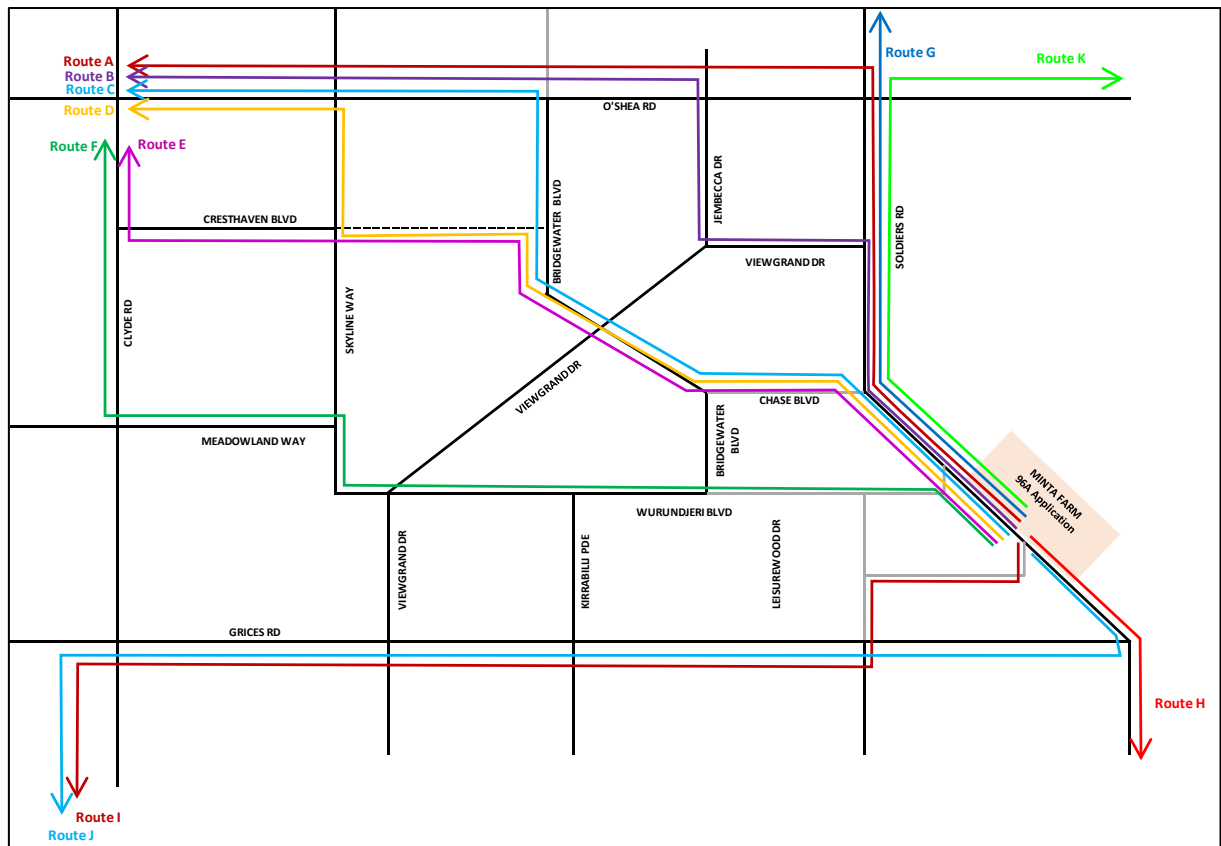 Route A
Route B
Route C
Route D
Route G
Route K
O'SHEA RD
Route F
Route E
CRESTHAVEN BLVD
BRIDGEWATER BLVD
JEMBECCA DR
SOLDIERS RD
VIEWGRAND DR
CLYDE RD
SKYLINE WAY
VIEWGRAND DR
CHASE BLVD
MEADOWLAND WAY
BRIDGEWATER
BLVD
MINTA FARM
96A Application
WURUNDJERI BLVD
VIEWGRAND DR
KIRRABILLI PDE
LEISUREWOOD DR
GRICES RD
Route H
Route I
Route J